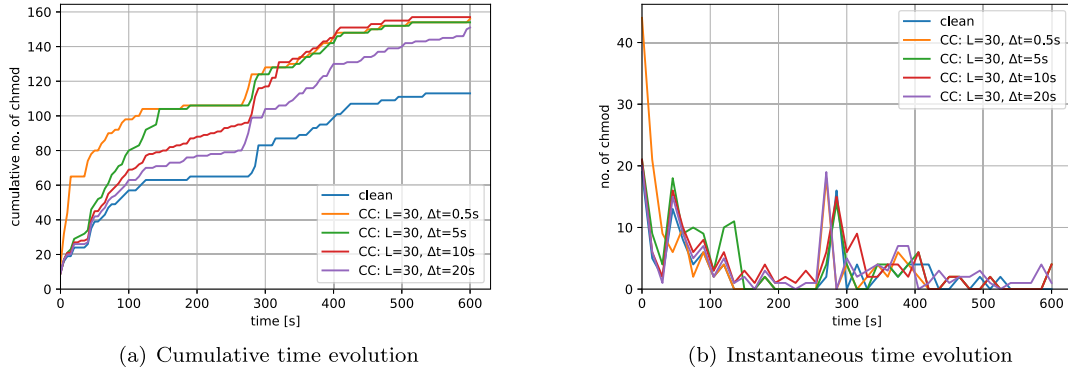 cumulative no. of chmod
160
140
120
100
80
60
40
20
0
0 100 200 300 400 500 600
time [s]
clean
CC: L=30, Δt=0.5s
CC: L=30, Δt=5s
CC: L=30, Δt=10s
CC: L=30, Δt=20s
(a) Cumulative time evolution
no. of chmod
40
30
20
10
0
0 100 200 300 400 500 600
time [s]
clean
CC: L=30, Δt=0.5s
CC: L=30, Δt=5s
CC: L=30, Δt=10s
CC: L=30, Δt=20s
(b) Instantaneous time evolution